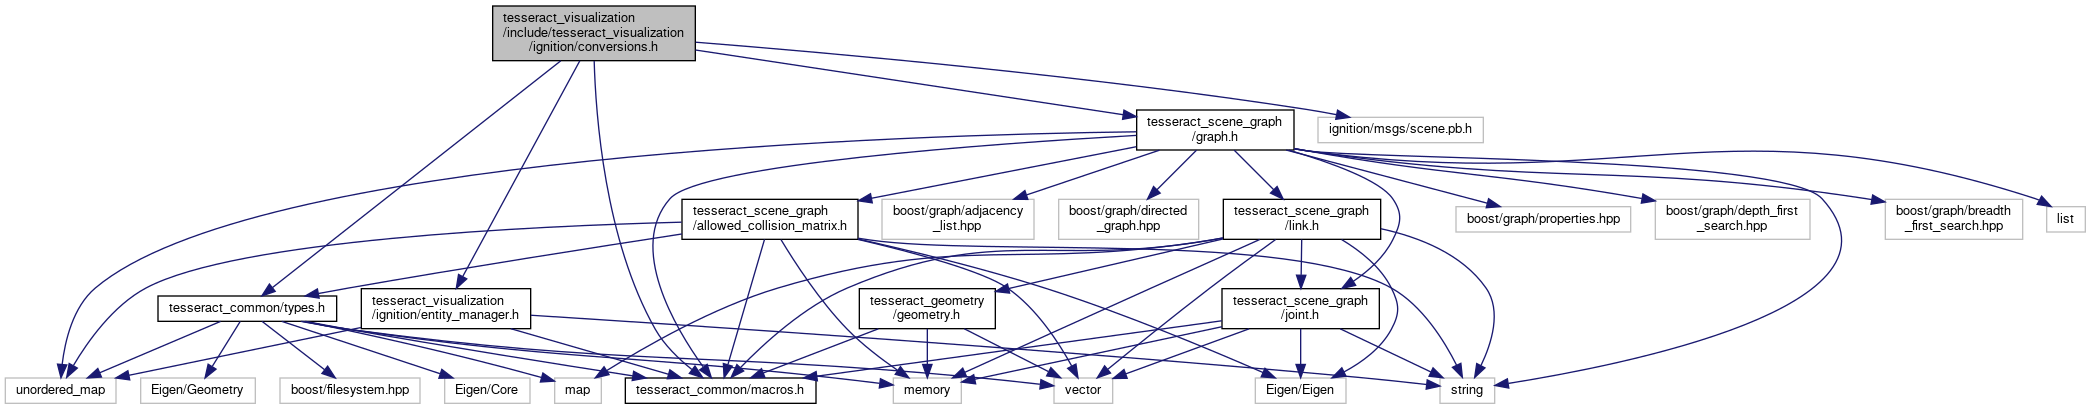 tesseract_visualization
/include/tesseract_visualization
/ignition/conversions.h
tesseract_scene_graph
/graph.h
ignition/msgs/scene.pb.h
tesseract_scene_graph
/allowed_collision_matrix.h
boost/graph/adjacency
_list.hpp
boost/graph/directed
_graph.hpp
tesseract_scene_graph
/link.h
boost/graph/properties.hpp
boost/graph/depth_first
_search.hpp
boost/graph/breadth
_first_search.hpp
list
tesseract_common/types.h
tesseract_visualization
/ignition/entity_manager.h
tesseract_geometry
/geometry.h
tesseract_scene_graph
/joint.h
unordered_map
Eigen/Geometry
boost/filesystem.hpp
Eigen/Core
map
tesseract_common/macros.h
memory
vector
Eigen/Eigen
string